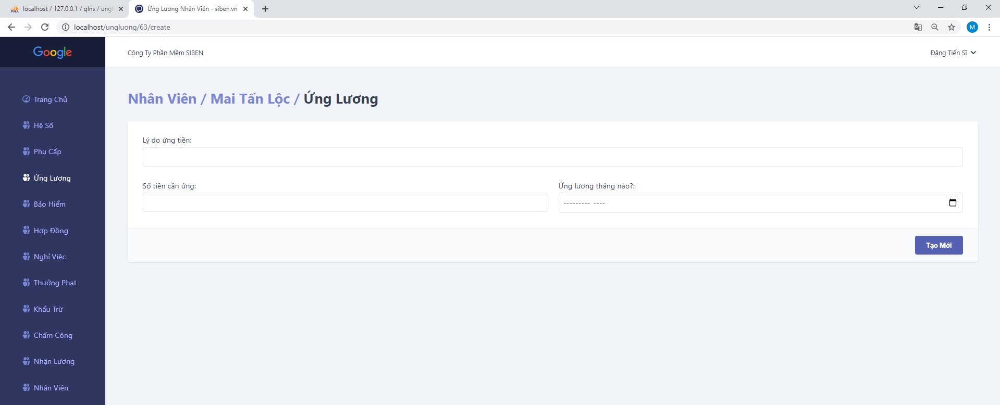 localhost / 127.0.0.1 / qlns / ungl
Ứng Lương Nhân Viên - siben.vn
localhost/ungluong/63/create
M
Google
Công Ty Phần Mềm SIBEN
Đặng Tiến Sĩ
Trang Chủ
Hệ Số
Phụ Cấp
Ứng Lương
Bảo Hiểm
Hợp Đồng
Nghỉ Việc
Thưởng Phạt
Khẩu Trừ
Chấm Công
Nhận Lương
Nhân Viên
Nhân Viên / Mai Tấn Lộc / Ứng Lương
Lý do ứng tiền:
Số tiền cần ứng:
Ứng lương tháng nào?:
--------- ----
Tạo Mới